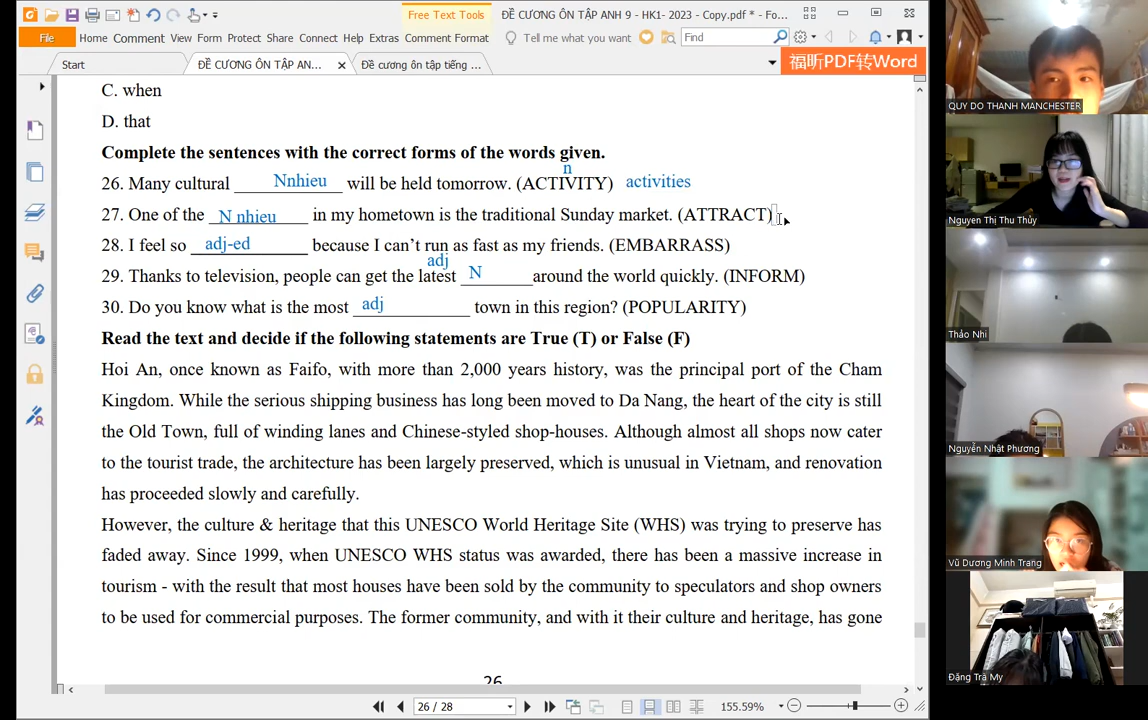 Free Text Tools
ĐỀ CƯƠNG ÔN TẬP ANH 9 - HK1- 2023 - Copy.pdf * - Fo...
File Home Comment View Form Protect Share Connect Help Extras Comment Format Tell me what you want... Find
Start ĐỀ CƯƠNG ÔN TẬP AN... Đề cương ôn tập tiếng ... 福昕PDF转Word
C. when
D. that
Complete the sentences with the correct forms of the words given.
n
26. Many cultural Nnhieu will be held tomorrow. (ACTIVITY) activities
27. One of the N nhieu in my hometown is the traditional Sunday market. (ATTRACT)
28. I feel so adj-ed because I can't run as fast as my friends. (EMBARRASS)
adj
29. Thanks to television, people can get the latest N around the world quickly. (INFORM)
30. Do you know what is the most adj town in this region? (POPULARITY)
Read the text and decide if the following statements are True (T) or False (F)
Hoi An, once known as Faifo, with more than 2,000 years history, was the principal port of the Cham
Kingdom. While the serious shipping business has long been moved to Da Nang, the heart of the city is still
the Old Town, full of winding lanes and Chinese-styled shop-houses. Although almost all shops now cater
to the tourist trade, the architecture has been largely preserved, which is unusual in Vietnam, and renovation
has proceeded slowly and carefully.
However, the culture & heritage that this UNESCO World Heritage Site (WHS) was trying to preserve has
faded away. Since 1999, when UNESCO WHS status was awarded, there has been a massive increase in
tourism - with the result that most houses have been sold by the community to speculators and shop owners
to be used for commercial purposes. The former community, and with it their culture and heritage, has gone
26
26 / 28
155.59%
QUY DO THANH MANCHESTER
Nguyen Thi Thu Thủy
Thảo Nhi
Nguyễn Nhật Phương
Vũ Dương Minh Trang
Đặng Trà My